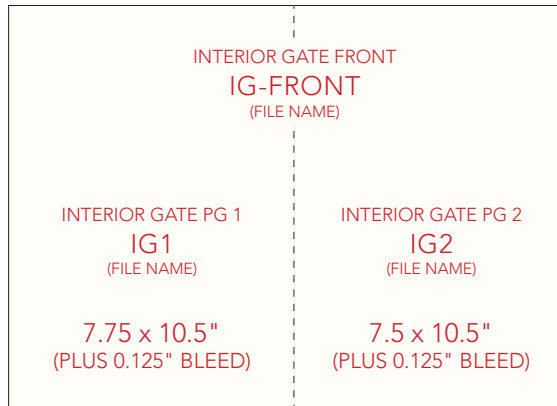 INTERIOR GATE FRONT
IG-FRONT
(FILE NAME)
INTERIOR GATE PG 1
IG1
(FILE NAME)
7.75 x 10.5"
(PLUS 0.125" BLEED)
INTERIOR GATE PG 2
IG2
(FILE NAME)
7.5 x 10.5"
(PLUS 0.125" BLEED)